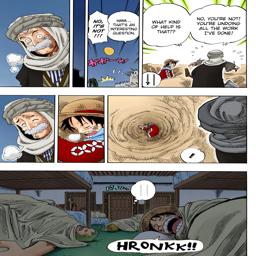 NO, YOU'RE NOT!
YOU'RE UNDOING
ALL THE WORK
I'VE DONE!
WHAT KIND
OF HELP IS
THAT!?
HMM,
THAT'S AN
INTERESTING
QUESTION.
NO,
IT'S
NOT!!!
HRONKK!!